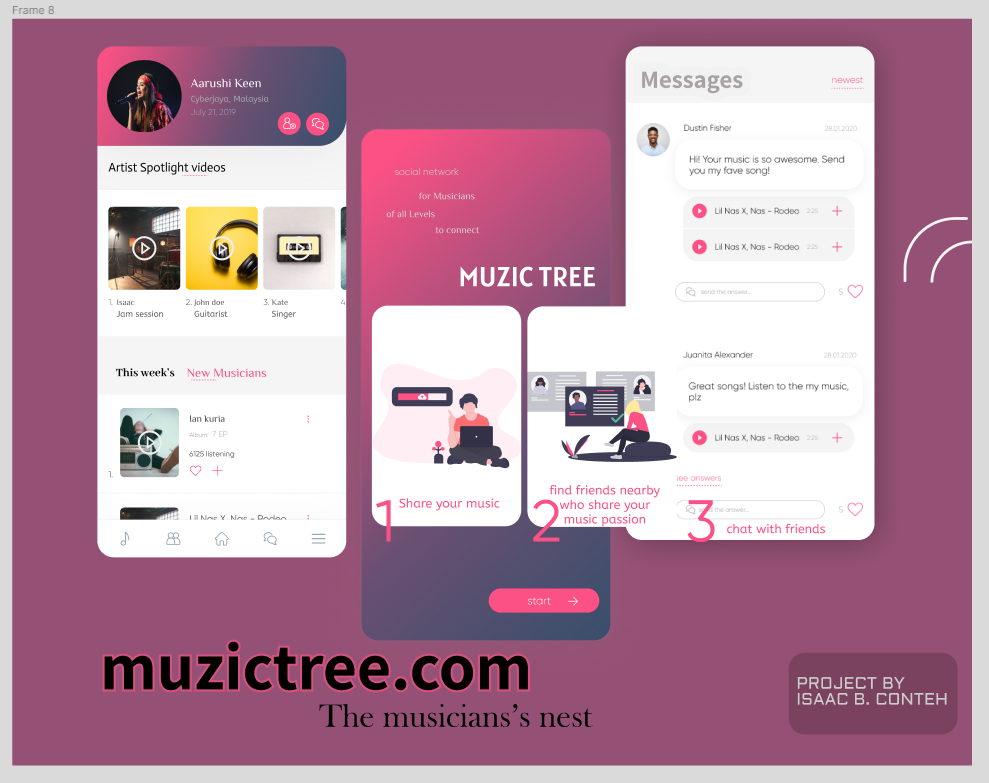 Frame 8
Aarushi Keen
Cyberjaya, Malaysia
July 21, 2019
Artist Spotlight videos
1. Isaac
Jam session
2. John doe
Guitarist
3. Kate
Singer
4
This week's New Musicians
1.
Ian kuria
Album 7 EP
6125 listening
Lil Nas X, Nas - Rodeo
social network
for Musicians
of all Levels
to connect
MUZIC TREE
1 Share your music
2 find friends nearby
who share your
music passion
start
Messages
newest
Dustin Fisher 28.01.2020
Hi! Your music is so awesome. Send
you my fave song!
Lil Nas X, Nas - Rodeo 2:25
Lil Nas X, Nas - Rodeo 2:25
send the answer... 5
Juanita Alexander 28.01.2020
Great songs! Listen to the my music,
plz
Lil Nas X, Nas - Rodeo 2:25
see answers
send the answer... 5
3 chat with friends
muzictree.com
The musicians's nest
PROJECT BY
ISAAC B. CONTEH